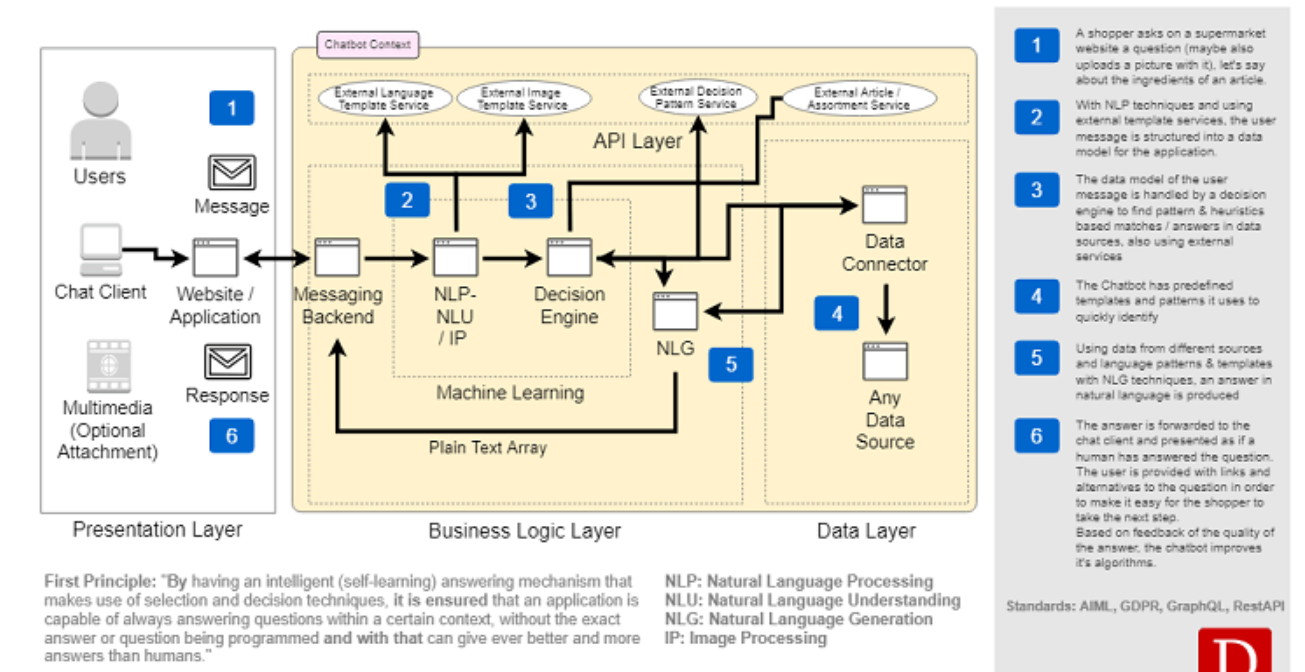 Chatbot Context
External Language
Template Service
External Image
Template Service
External Decision
Pattern Service
External Article /
Assortment Service
API Layer
1
Users
Message
2
3
Chat Client
Website /
Application
Messaging
Backend
NLP-
NLU
/ IP
Decision
Engine
Data
Connector
NLG
4
5
Machine Learning
Multimedia
(Optional
Attachment)
Response
6
Any
Data
Source
Plain Text Array
Presentation Layer
Business Logic Layer
Data Layer
First Principle: "By having an intelligent (self-learning) answering mechanism that
makes use of selection and decision techniques, it is ensured that an application is
capable of always answering questions within a certain context, without the exact
answer or question being programmed and with that can give ever better and more
answers than humans."
NLP: Natural Language Processing
NLU: Natural Language Understanding
NLG: Natural Language Generation
IP: Image Processing
1
A shopper asks on a supermarket
website a question (maybe also
uploads a picture with it), let's say
about the ingredients of an article.
2
With NLP techniques and using
external template services, the user
message is structured into a data
model for the application.
3
The data model of the user
message is handled by a decision
engine to find pattern & heuristics
based matches / answers in data
sources, also using external
services
4
The Chatbot has predefined
templates and patterns it uses to
quickly identify
5
Using data from different sources
and language patterns & templates
with NLG techniques, an answer in
natural language is produced
6
The answer is forwarded to the
chat client and presented as if a
human has answered the question.
The user is provided with links and
alternatives to the question in order
to make it easy for the shopper to
take the next step.
Based on feedback of the quality of
the answer, the chatbot improves
it's algorithms.
Standards: AIML, GDPR, GraphQL, RestAPI
D